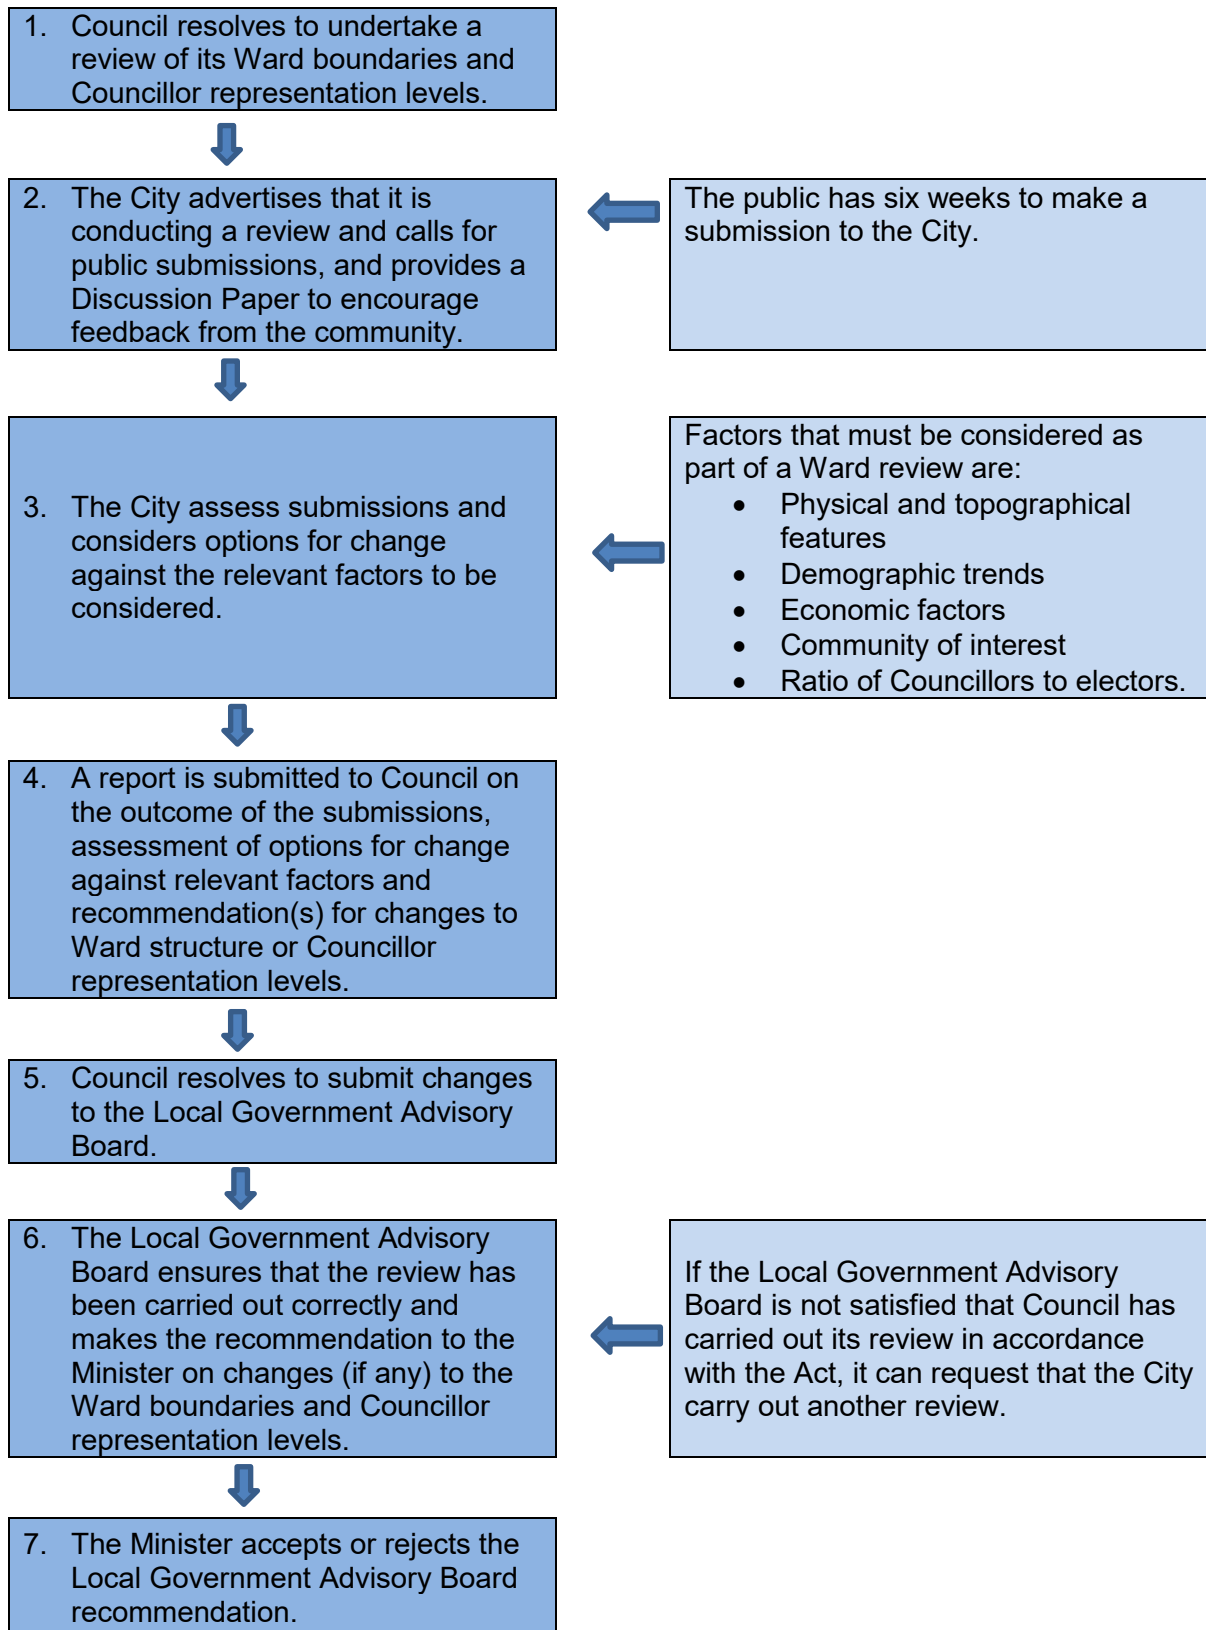 1. Council resolves to undertake a
review of its Ward boundaries and
Councillor representation levels.
2. The City advertises that it is
conducting a review and calls for
public submissions, and provides a
Discussion Paper to encourage
feedback from the community.
The public has six weeks to make a
submission to the City.
3. The City assess submissions and
considers options for change
against the relevant factors to be
considered.
Factors that must be considered as
part of a Ward review are:
• Physical and topographical
features
• Demographic trends
• Economic factors
• Community of interest
• Ratio of Councillors to electors.
4. A report is submitted to Council on
the outcome of the submissions,
assessment of options for change
against relevant factors and
recommendation(s) for changes to
Ward structure or Councillor
representation levels.
5. Council resolves to submit changes
to the Local Government Advisory
Board.
6. The Local Government Advisory
Board ensures that the review has
been carried out correctly and
makes the recommendation to the
Minister on changes (if any) to the
Ward boundaries and Councillor
representation levels.
If the Local Government Advisory
Board is not satisfied that Council has
carried out its review in accordance
with the Act, it can request that the City
carry out another review.
7. The Minister accepts or rejects the
Local Government Advisory Board
recommendation.